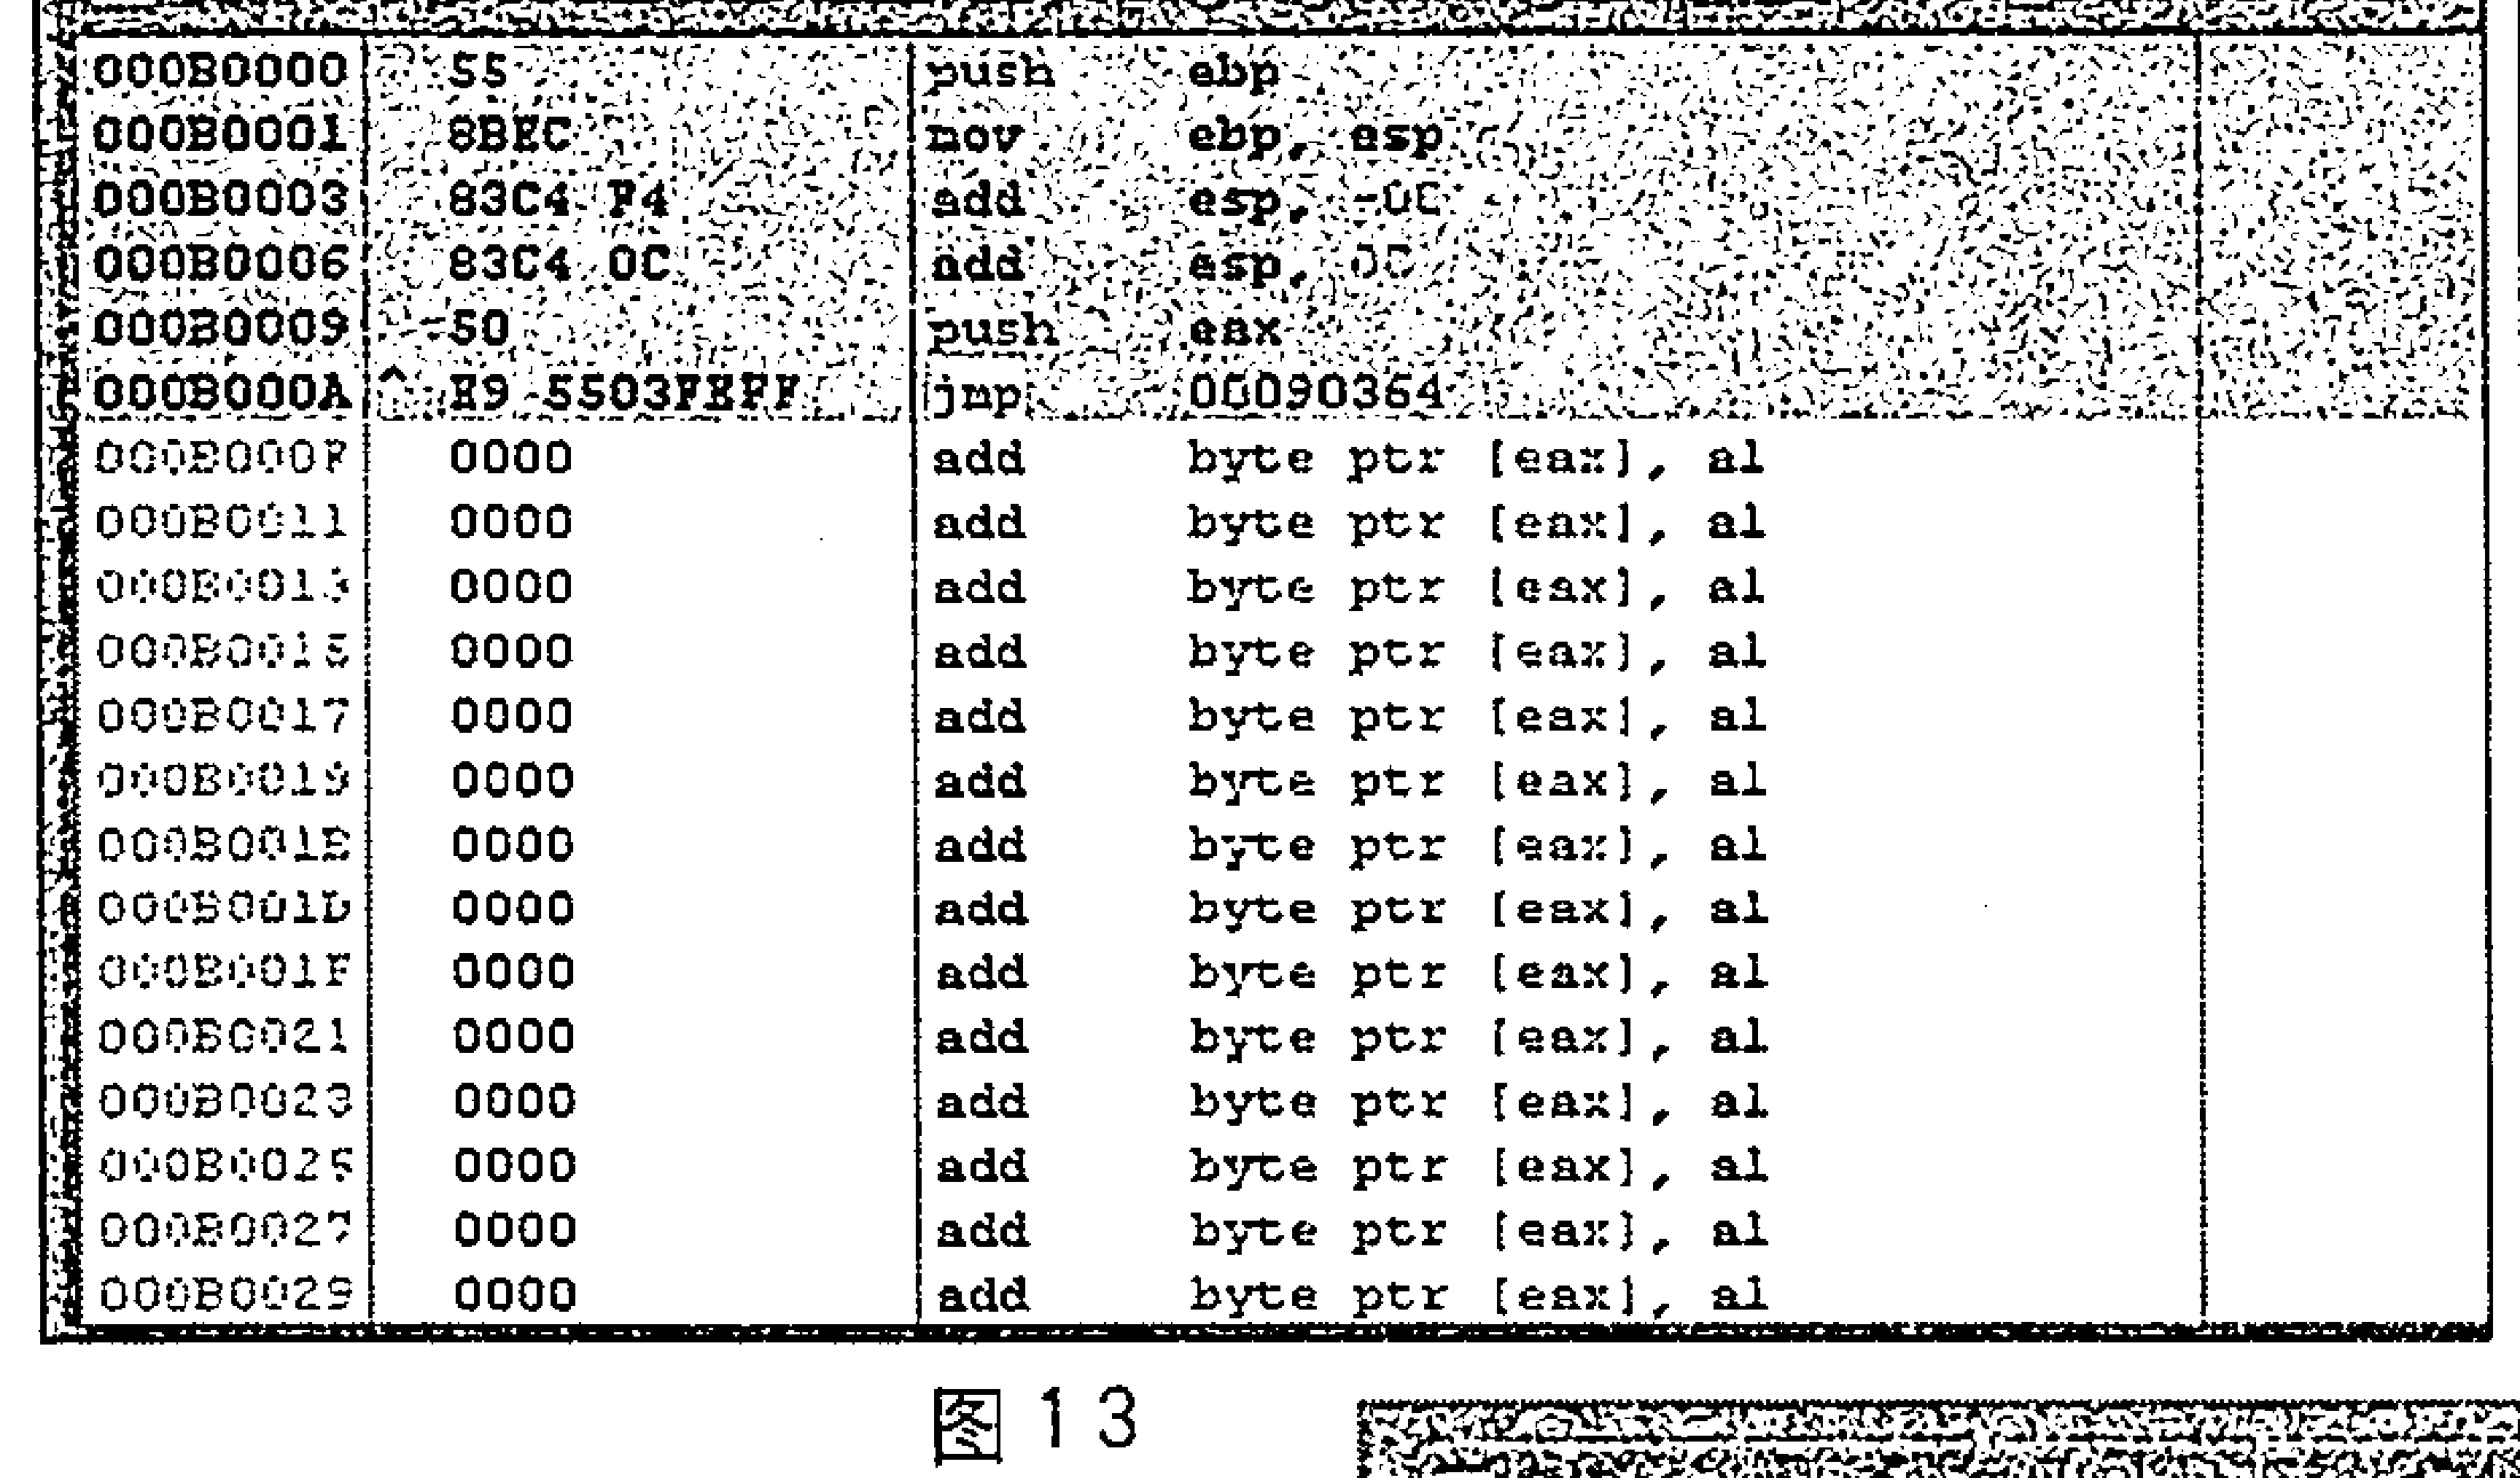 000B0000 55 push ebp
000B0001 8BEC mov ebp, esp
000B0003 83C4 F4 add esp, -0C
000B0006 83C4 0C add esp, 0C
000B0009 50 push eax
000B000A ^ E9 5503FEFF jmp 00090364
000B000F 0000 add byte ptr [eax], al
000B0011 0000 add byte ptr [eax], al
000B0013 0000 add byte ptr [eax], al
000B0015 0000 add byte ptr [eax], al
000B0017 0000 add byte ptr [eax], al
000B0019 0000 add byte ptr [eax], al
000B001B 0000 add byte ptr [eax], al
000B001D 0000 add byte ptr [eax], al
000B001F 0000 add byte ptr [eax], al
000B0021 0000 add byte ptr [eax], al
000B0023 0000 add byte ptr [eax], al
000B0025 0000 add byte ptr [eax], al
000B0027 0000 add byte ptr [eax], al
000B0029 0000 add byte ptr [eax], al
图13